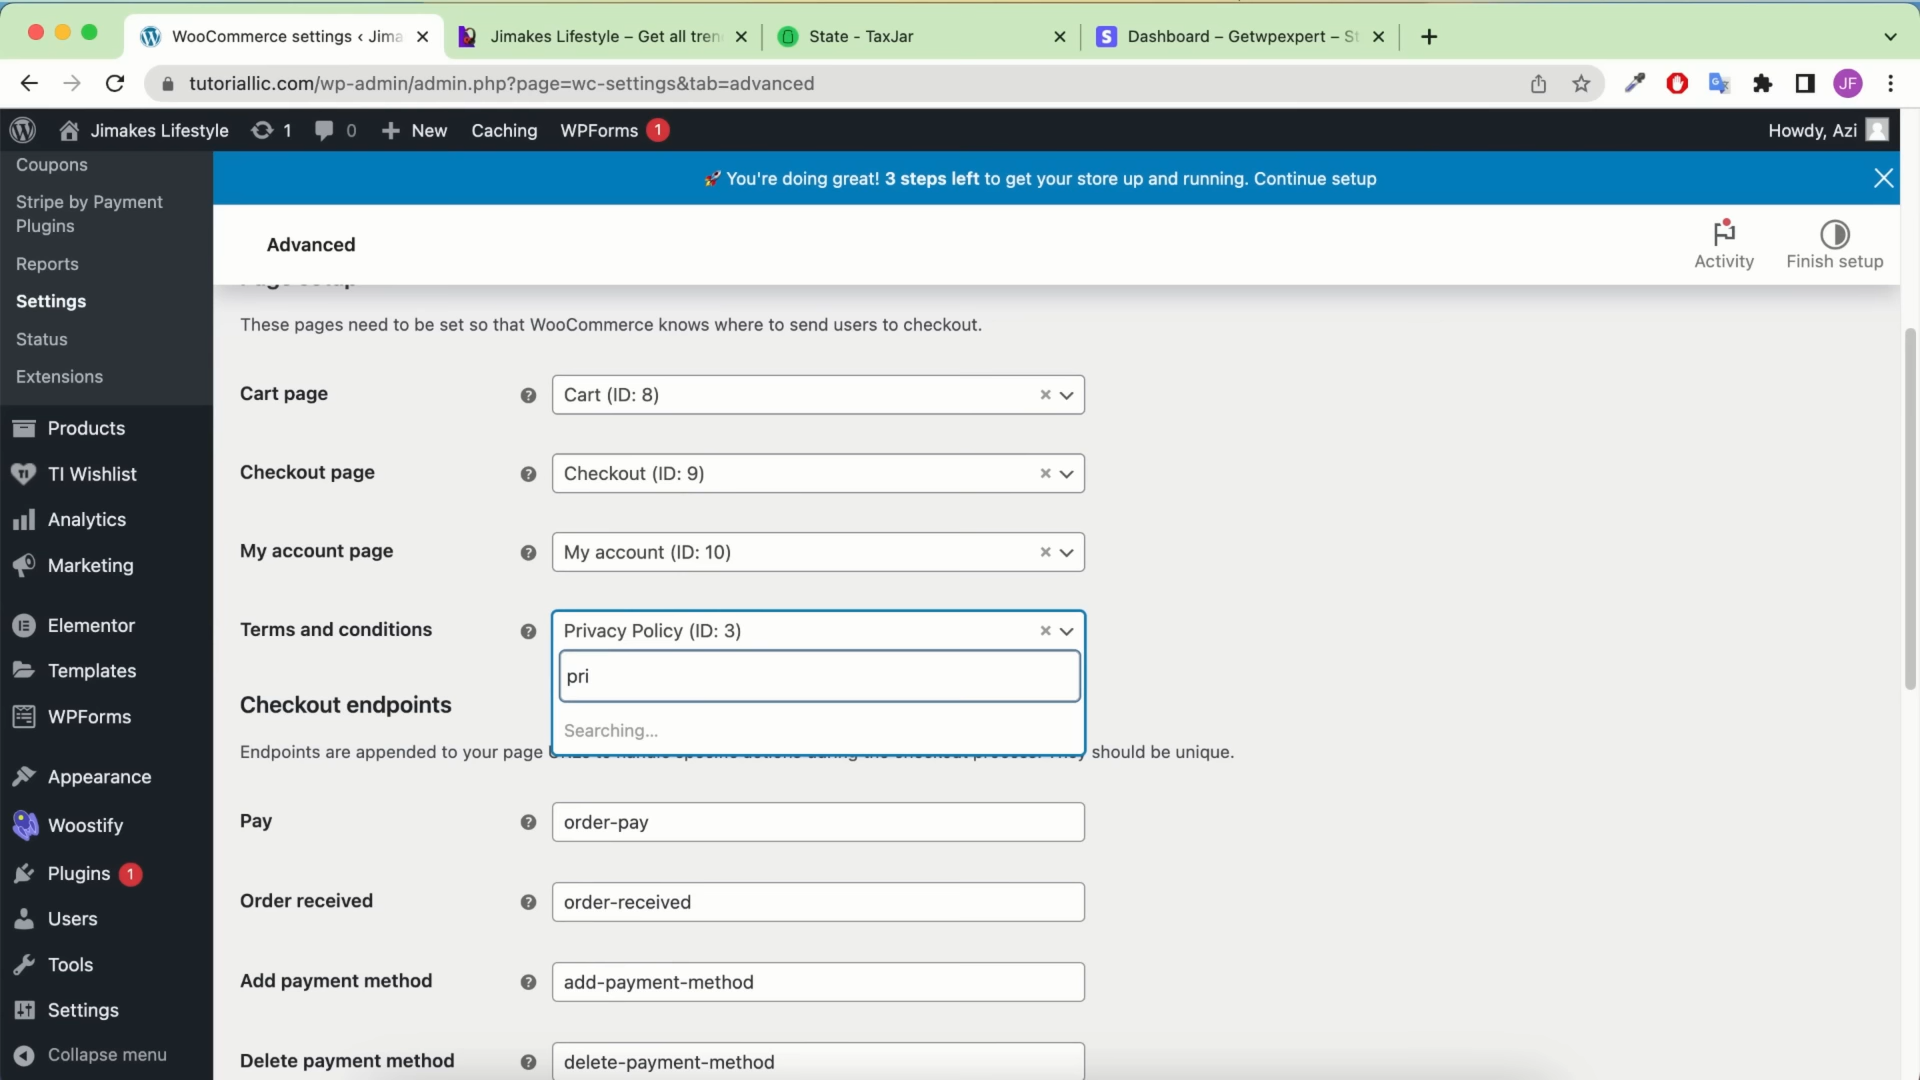 WooCommerce settings ‹ Jima
Jimakes Lifestyle – Get all tren
State - TaxJar
Dashboard – Getwpexpert – St
tutoriallic.com/wp-admin/admin.php?page=wc-settings&tab=advanced
JF
Jimakes Lifestyle
1
0
New
Caching
WPForms
1
Howdy, Azi
Coupons
Stripe by Payment
Plugins
Reports
Settings
Status
Extensions
Products
TI Wishlist
Analytics
Marketing
Elementor
Templates
WPForms
Appearance
Woostify
Plugins
1
Users
Tools
Settings
Collapse menu
🚀 You're doing great! 3 steps left to get your store up and running. Continue setup
Advanced
Activity
Finish setup
Page setup
These pages need to be set so that WooCommerce knows where to send users to checkout.
Cart page
Cart (ID: 8)
Checkout page
Checkout (ID: 9)
My account page
My account (ID: 10)
Terms and conditions
Privacy Policy (ID: 3)
pri
Searching…
Checkout endpoints
Endpoints are appended to your page URLs to handle specific actions during the checkout process. They should be unique.
Pay
order-pay
Order received
order-received
Add payment method
add-payment-method
Delete payment method
delete-payment-method